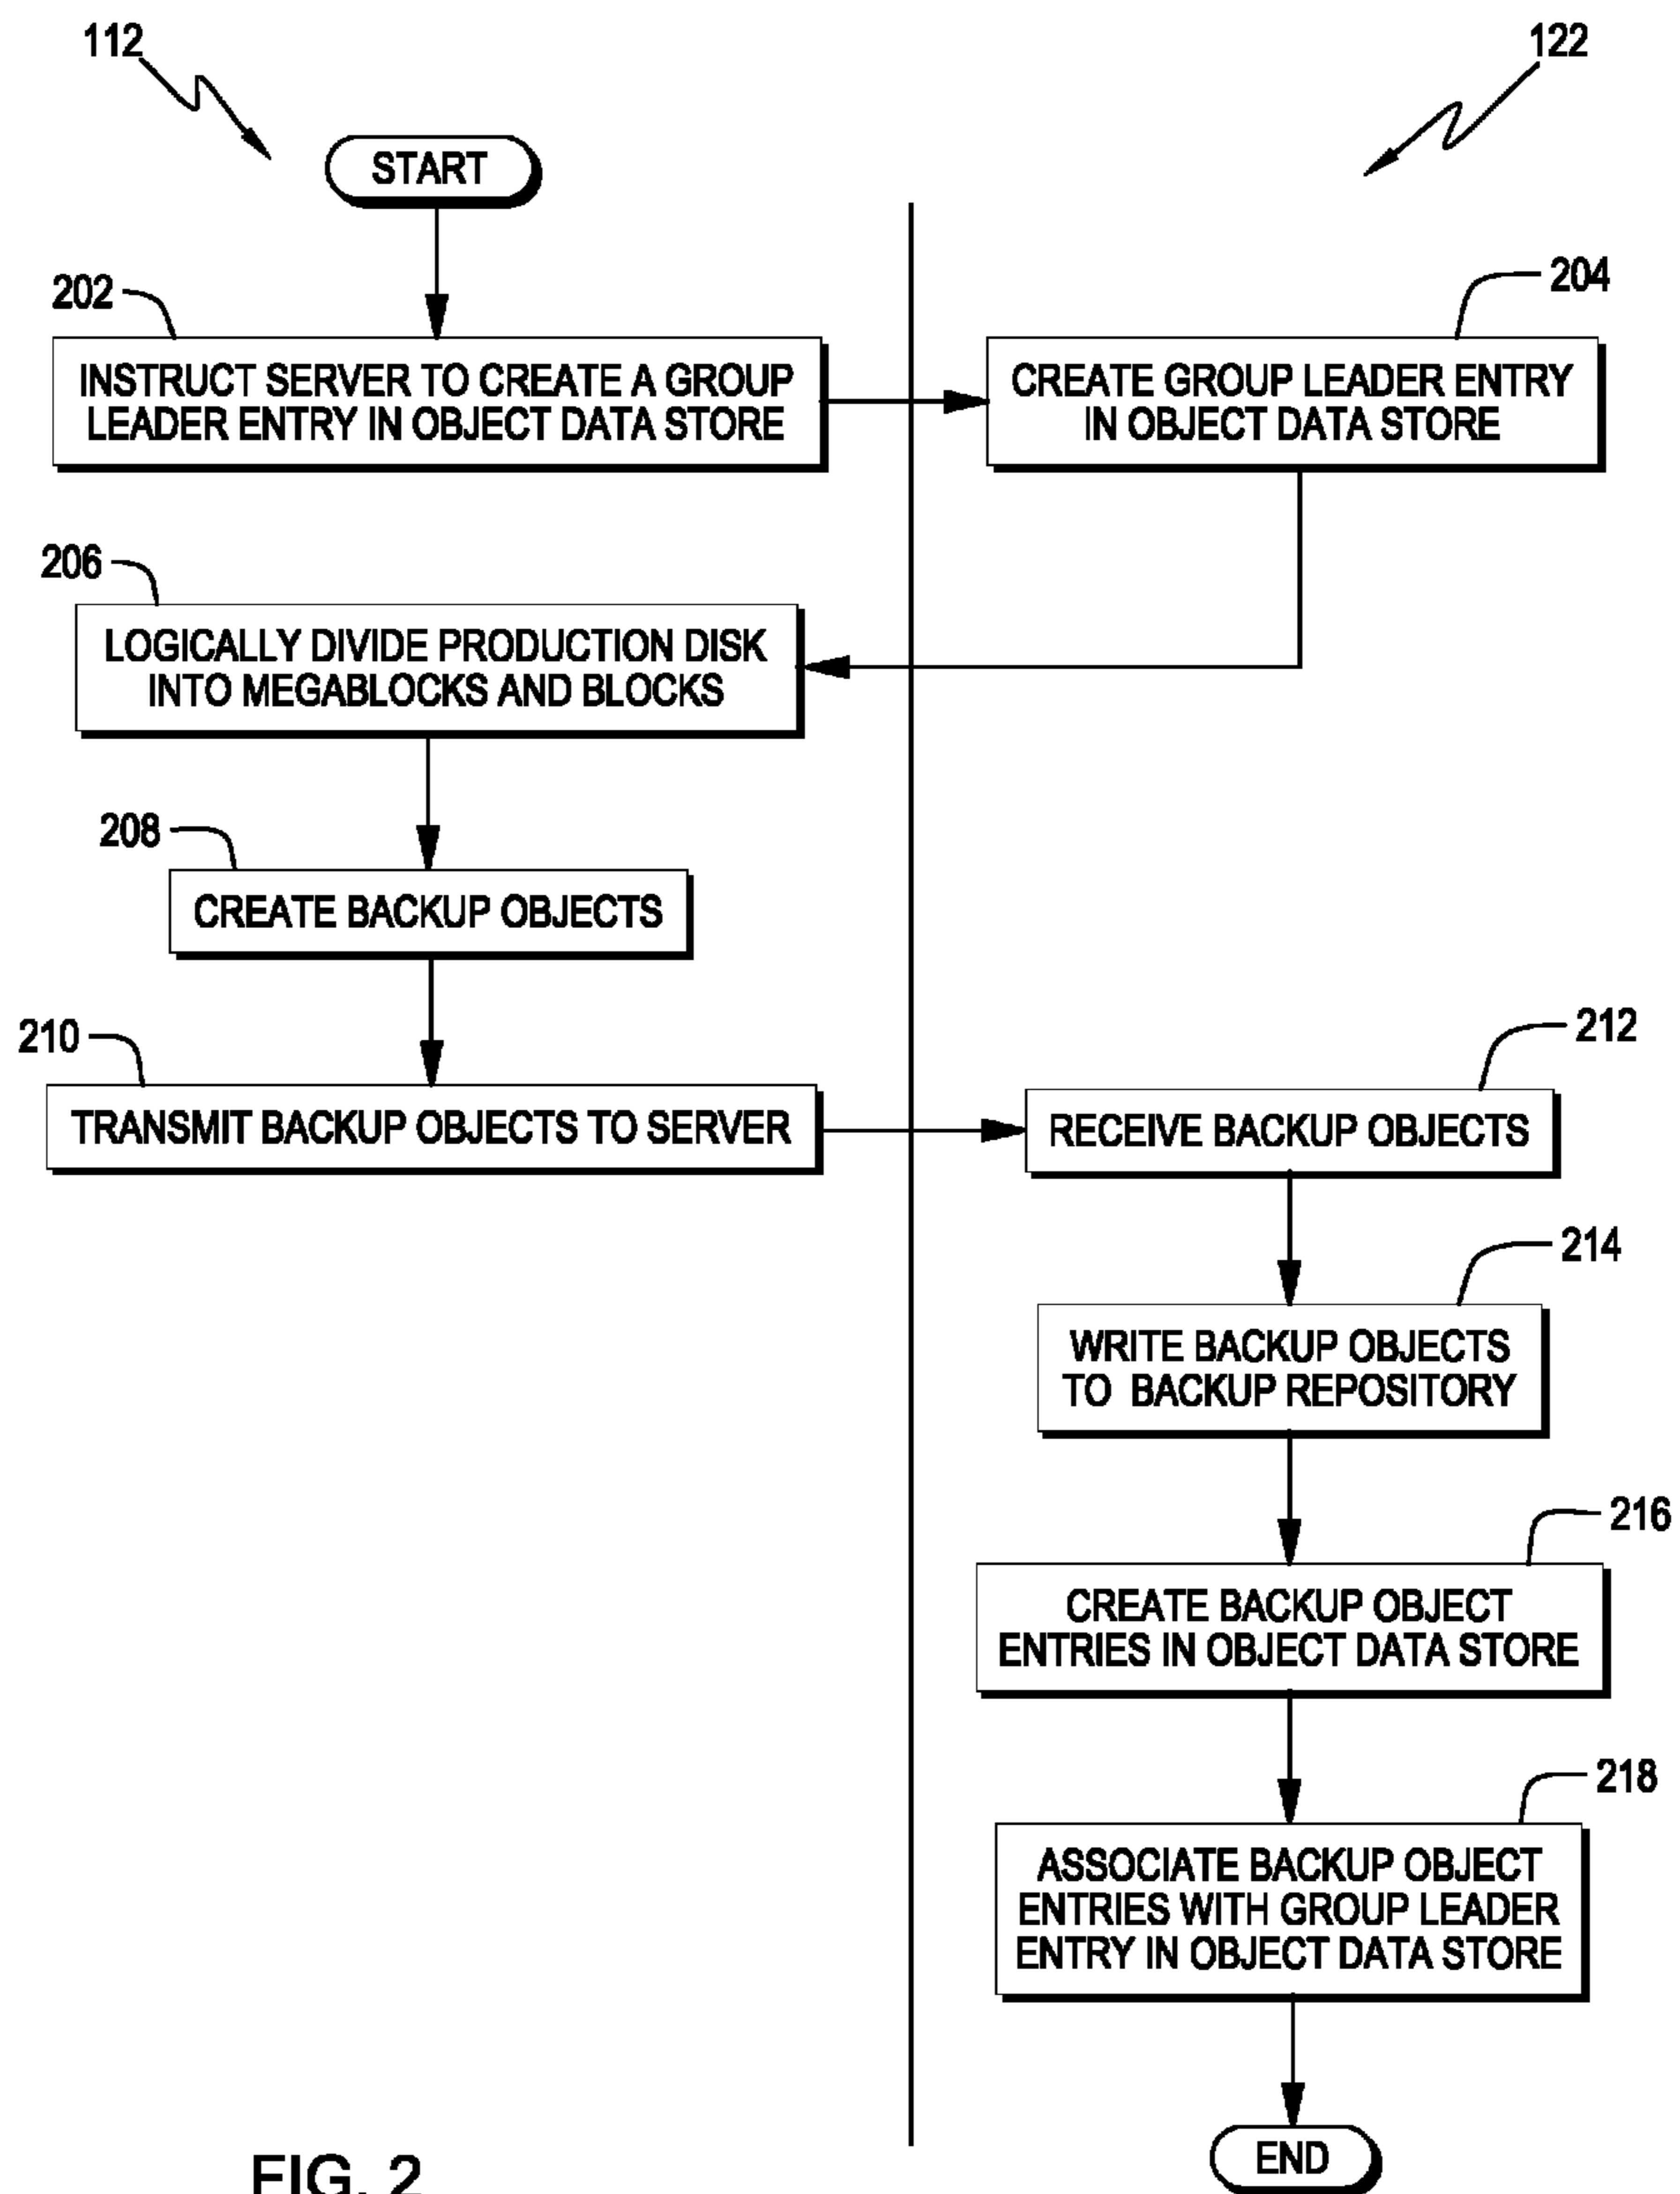 112
122
START
202
204
INSTRUCT SERVER TO CREATE A GROUP
LEADER ENTRY IN OBJECT DATA STORE
CREATE GROUP LEADER ENTRY
IN OBJECT DATA STORE
206
LOGICALLY DIVIDE PRODUCTION DISK
INTO MEGABLOCKS AND BLOCKS
208
CREATE BACKUP OBJECTS
210
212
TRANSMIT BACKUP OBJECTS TO SERVER
RECEIVE BACKUP OBJECTS
214
WRITE BACKUP OBJECTS
TO BACKUP REPOSITORY
216
CREATE BACKUP OBJECT
ENTRIES IN OBJECT DATA STORE
218
ASSOCIATE BACKUP OBJECT
ENTRIES WITH GROUP LEADER
ENTRY IN OBJECT DATA STORE
END
FIG. 2